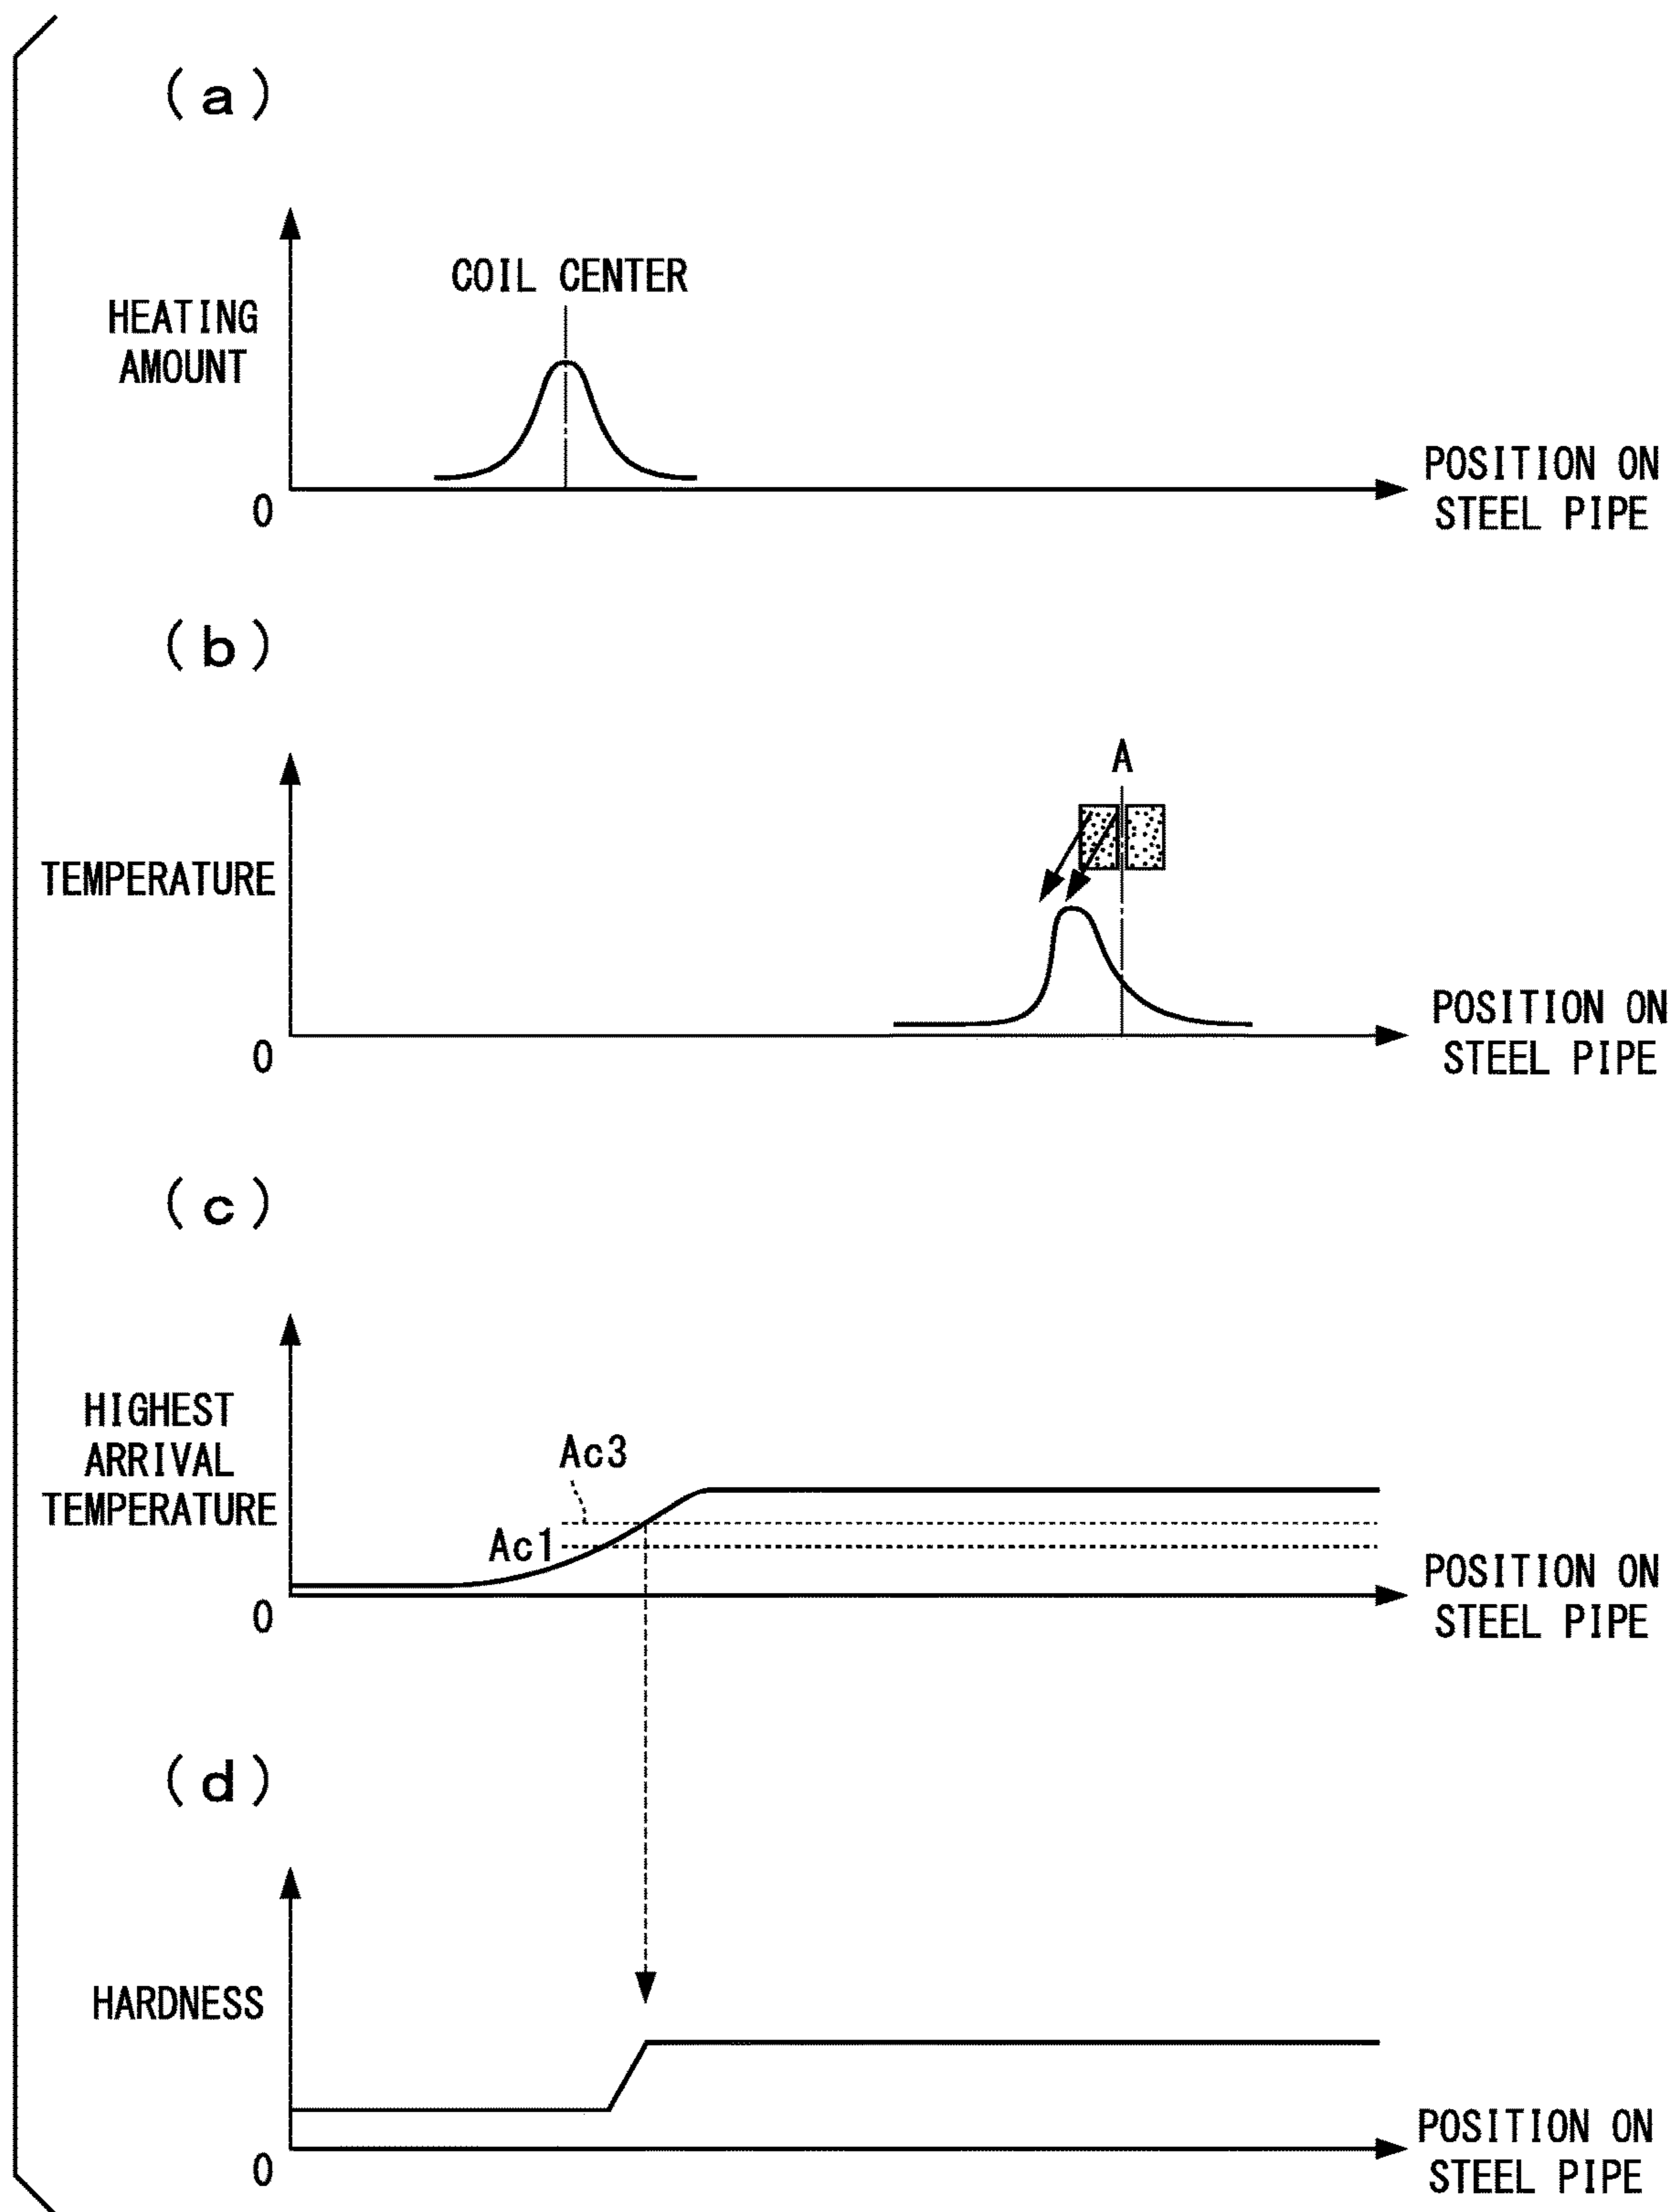 (a)
COIL CENTER
HEATING
AMOUNT
0
POSITION ON
STEEL PIPE
(b)
A
TEMPERATURE
0
POSITION ON
STEEL PIPE
(c)
HIGHEST
ARRIVAL
TEMPERATURE
Ac3
Ac1
0
POSITION ON
STEEL PIPE
(d)
HARDNESS
0
POSITION ON
STEEL PIPE